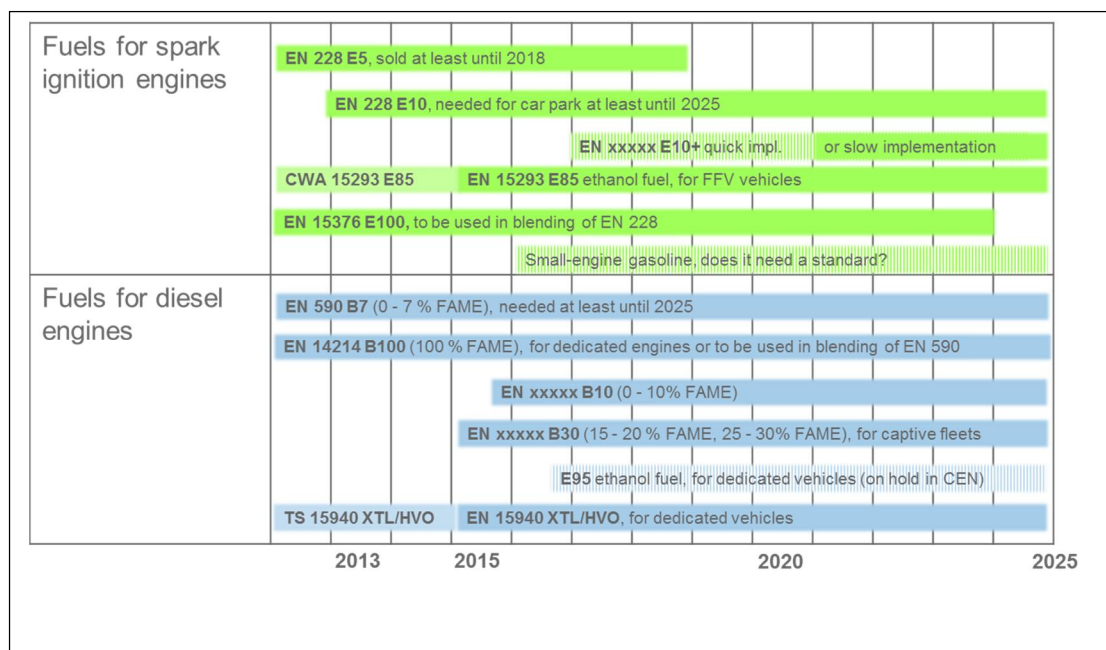 Fuels for spark
ignition engines
EN 228 E5, sold at least until 2018
EN 228 E10, needed for car park at least until 2025
EN xxxxx E10+ quick impl. or slow implementation
CWA 15293 E85 EN 15293 E85 ethanol fuel, for FFV vehicles
EN 15376 E100, to be used in blending of EN 228
Small-engine gasoline, does it need a standard?
Fuels for diesel
engines
EN 590 B7 (0 - 7 % FAME), needed at least until 2025
EN 14214 B100 (100 % FAME), for dedicated engines or to be used in blending of EN 590
EN xxxxx B10 (0 - 10% FAME)
EN xxxxx B30 (15 - 20 % FAME, 25 - 30% FAME), for captive fleets
E95 ethanol fuel, for dedicated vehicles (on hold in CEN)
TS 15940 XTL/HVO EN 15940 XTL/HVO, for dedicated vehicles
2013 2015 2020 2025